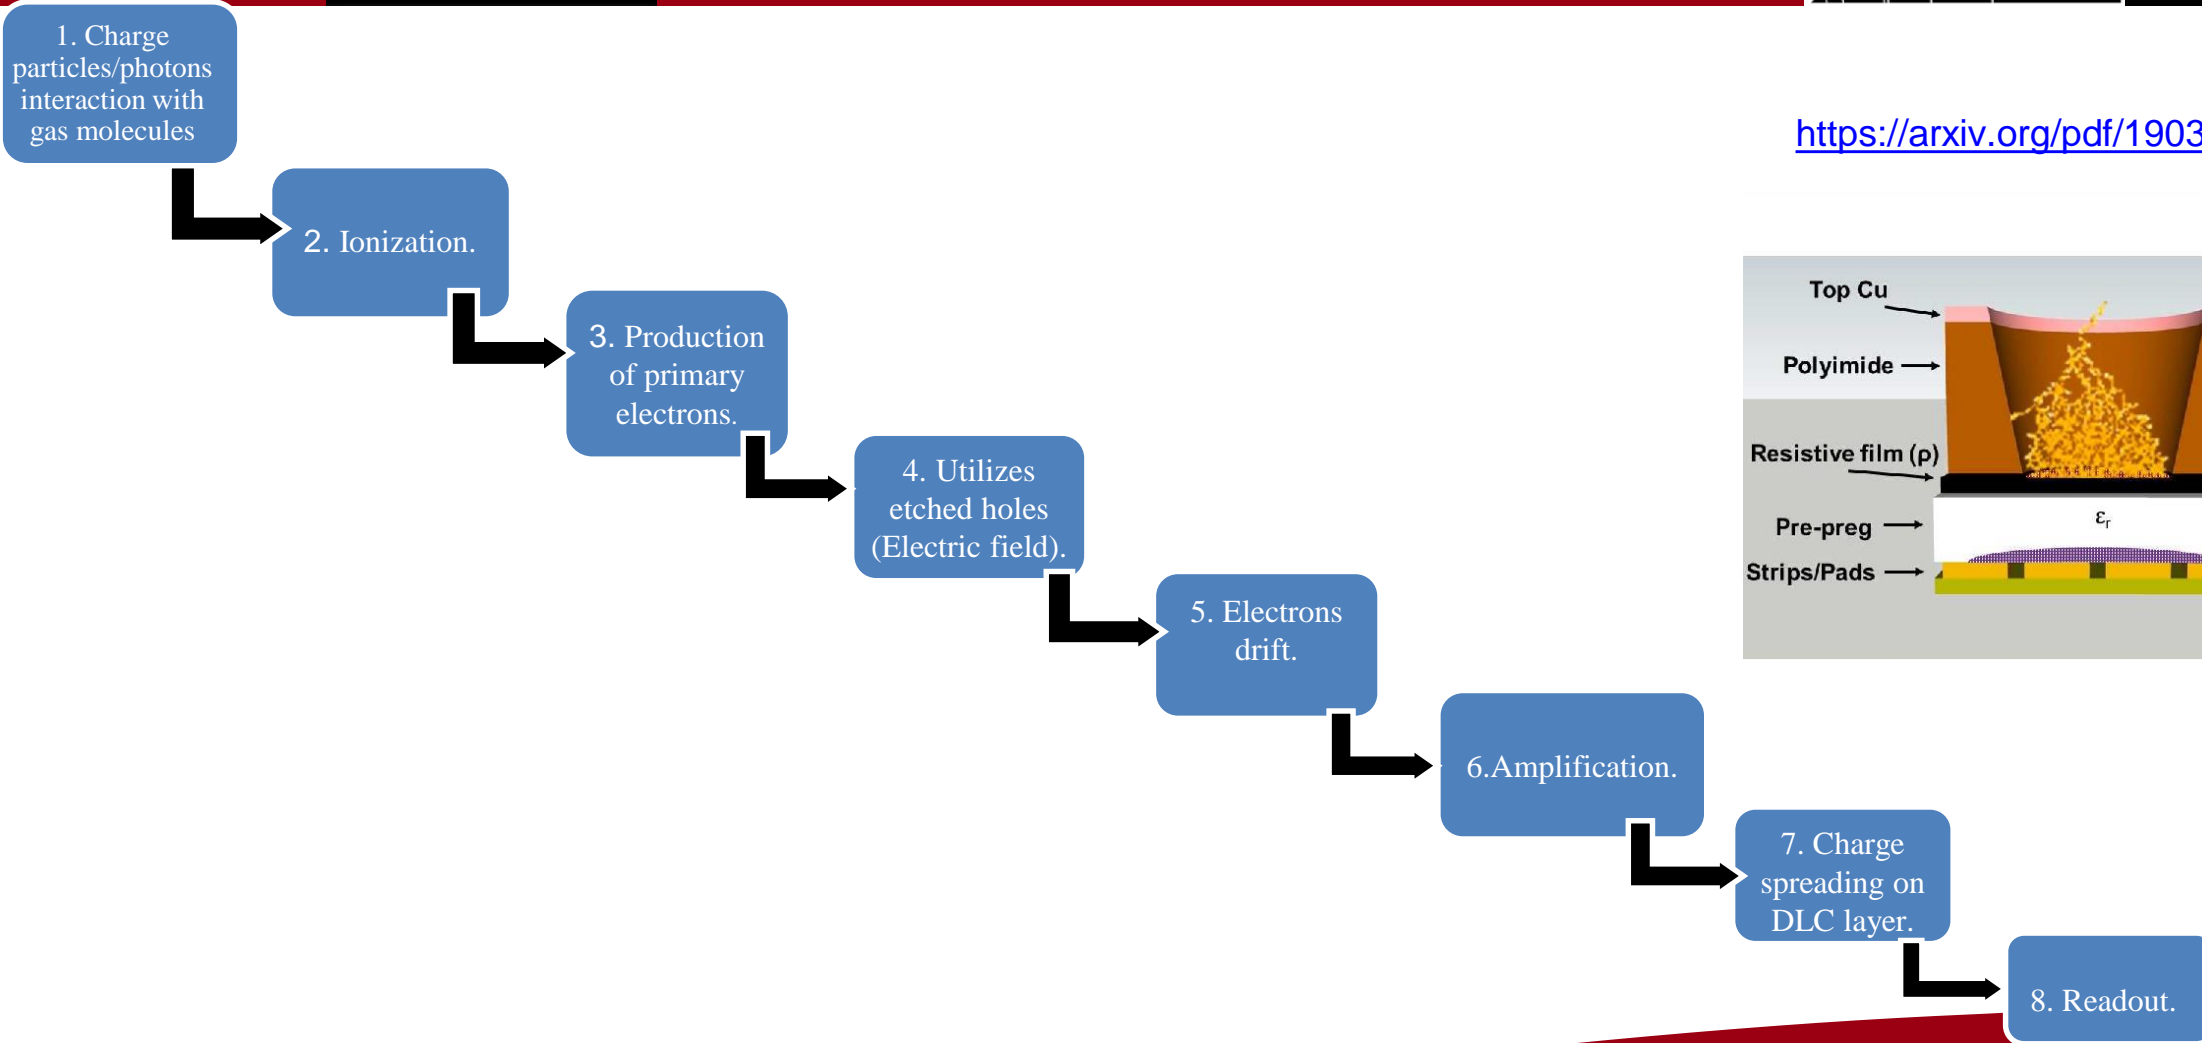 1. Charge
particles/photons
interaction with
gas molecules
2. Ionization.
3. Production
of primary
electrons.
4. Utilizes
etched holes
(Electric field).
5. Electrons
drift.
6.Amplification.
7. Charge
spreading on
DLC layer.
8. Readout.
https://arxiv.org/pdf/1903
Top Cu
Polyimide
Resistive film (ρ)
Pre-preg
εr
Strips/Pads